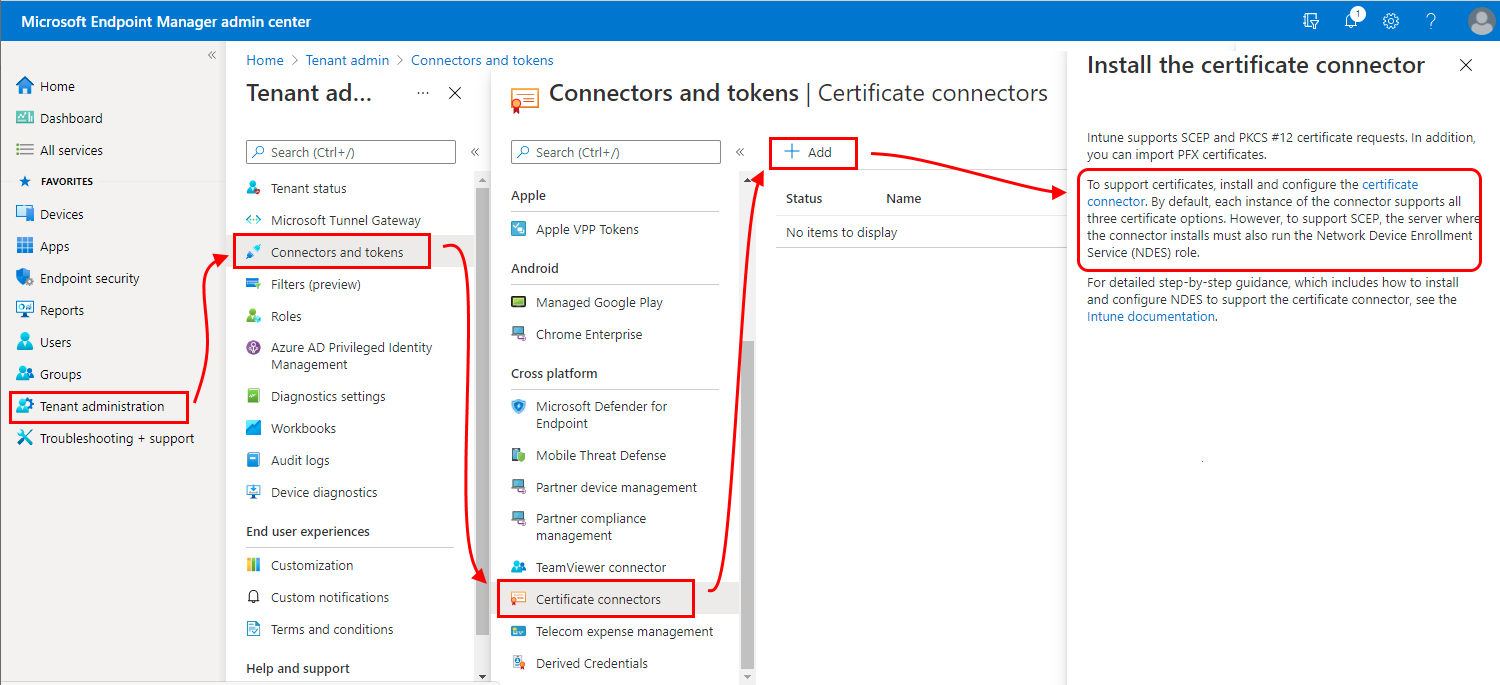 Microsoft Endpoint Manager admin center
1
«
Home
Dashboard
All services
FAVORITES
Devices
Apps
Endpoint security
Reports
Users
Groups
Tenant administration
Troubleshooting + support
Home > Tenant admin > Connectors and tokens
Tenant ad...
...
Search (Ctrl+/)
«
Tenant status
Microsoft Tunnel Gateway
Connectors and tokens
Filters (preview)
Roles
Azure AD Privileged Identity
Management
Diagnostics settings
Workbooks
Audit logs
Device diagnostics
End user experiences
Customization
Custom notifications
Terms and conditions
Help and support
Connectors and tokens | Certificate connectors
Search (Ctrl+/)
«
Apple
Apple VPP Tokens
Android
Managed Google Play
Chrome Enterprise
Cross platform
Microsoft Defender for
Endpoint
Mobile Threat Defense
Partner device management
Partner compliance
management
TeamViewer connector
Certificate connectors
Telecom expense management
Derived Credentials
+ Add
Status Name
No items to display
Install the certificate connector
Intune supports SCEP and PKCS #12 certificate requests. In addition,
you can import PFX certificates.
To support certificates, install and configure the certificate
connector. By default, each instance of the connector supports all
three certificate options. However, to support SCEP, the server where
the connector installs must also run the Network Device Enrollment
Service (NDES) role.
For detailed step-by-step guidance, which includes how to install
and configure NDES to support the certificate connector, see the
Intune documentation.